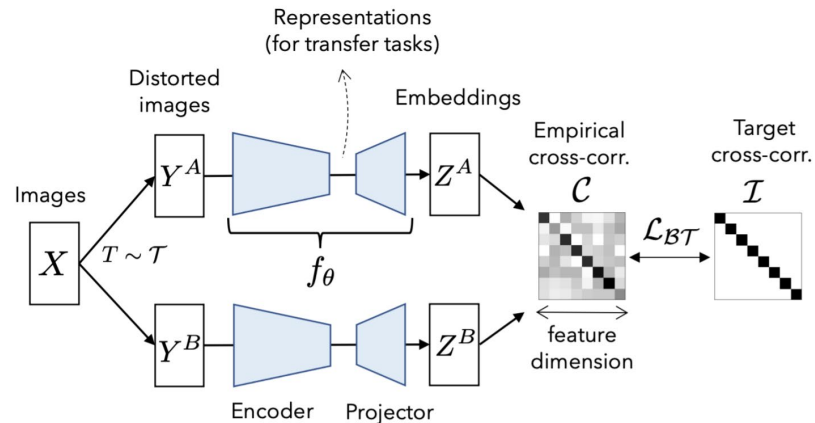 Representations
(for transfer tasks)
Distorted
images
Embeddings
Empirical
cross-corr.
𝒞
Target
cross-corr.
ℐ
Images
X
T ~ 𝒯
Y^A
Z^A
f_θ
ℒ_ℬ𝒯
Y^B
Z^B
feature
dimension
Encoder
Projector